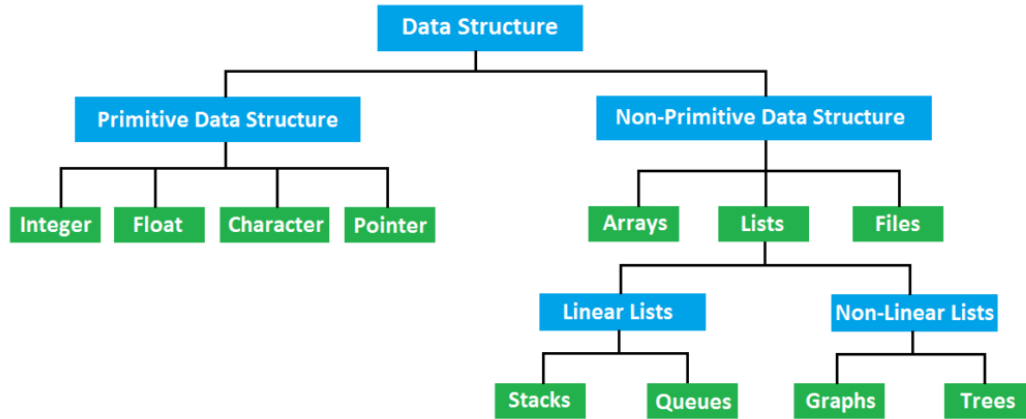 Data Structure
Primitive Data Structure
Non-Primitive Data Structure
Integer
Float
Character
Pointer
Arrays
Lists
Files
Linear Lists
Non-Linear Lists
Stacks
Queues
Graphs
Trees